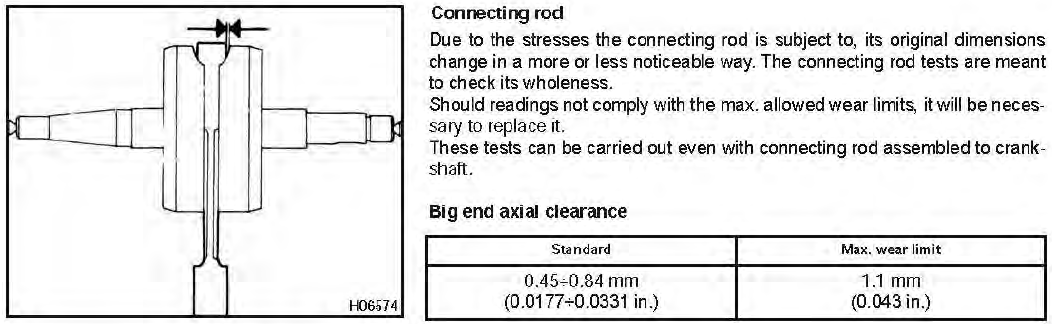 Connecting rod
Due to the stresses the connecting rod is subject to, its original dimensions
change in a more or less noticeable way. The connecting rod tests are meant
to check its wholeness.
Should readings not comply with the max. allowed wear limits, it will be neces-
sary to replace it.
These tests can be carried out even with connecting rod assembled to crank-
shaft.
Big end axial clearance
Standard
Max. wear limit
0.45÷0.84 mm
(0.0177÷0.0331 in.)
1.1 mm
(0.043 in.)
H06574